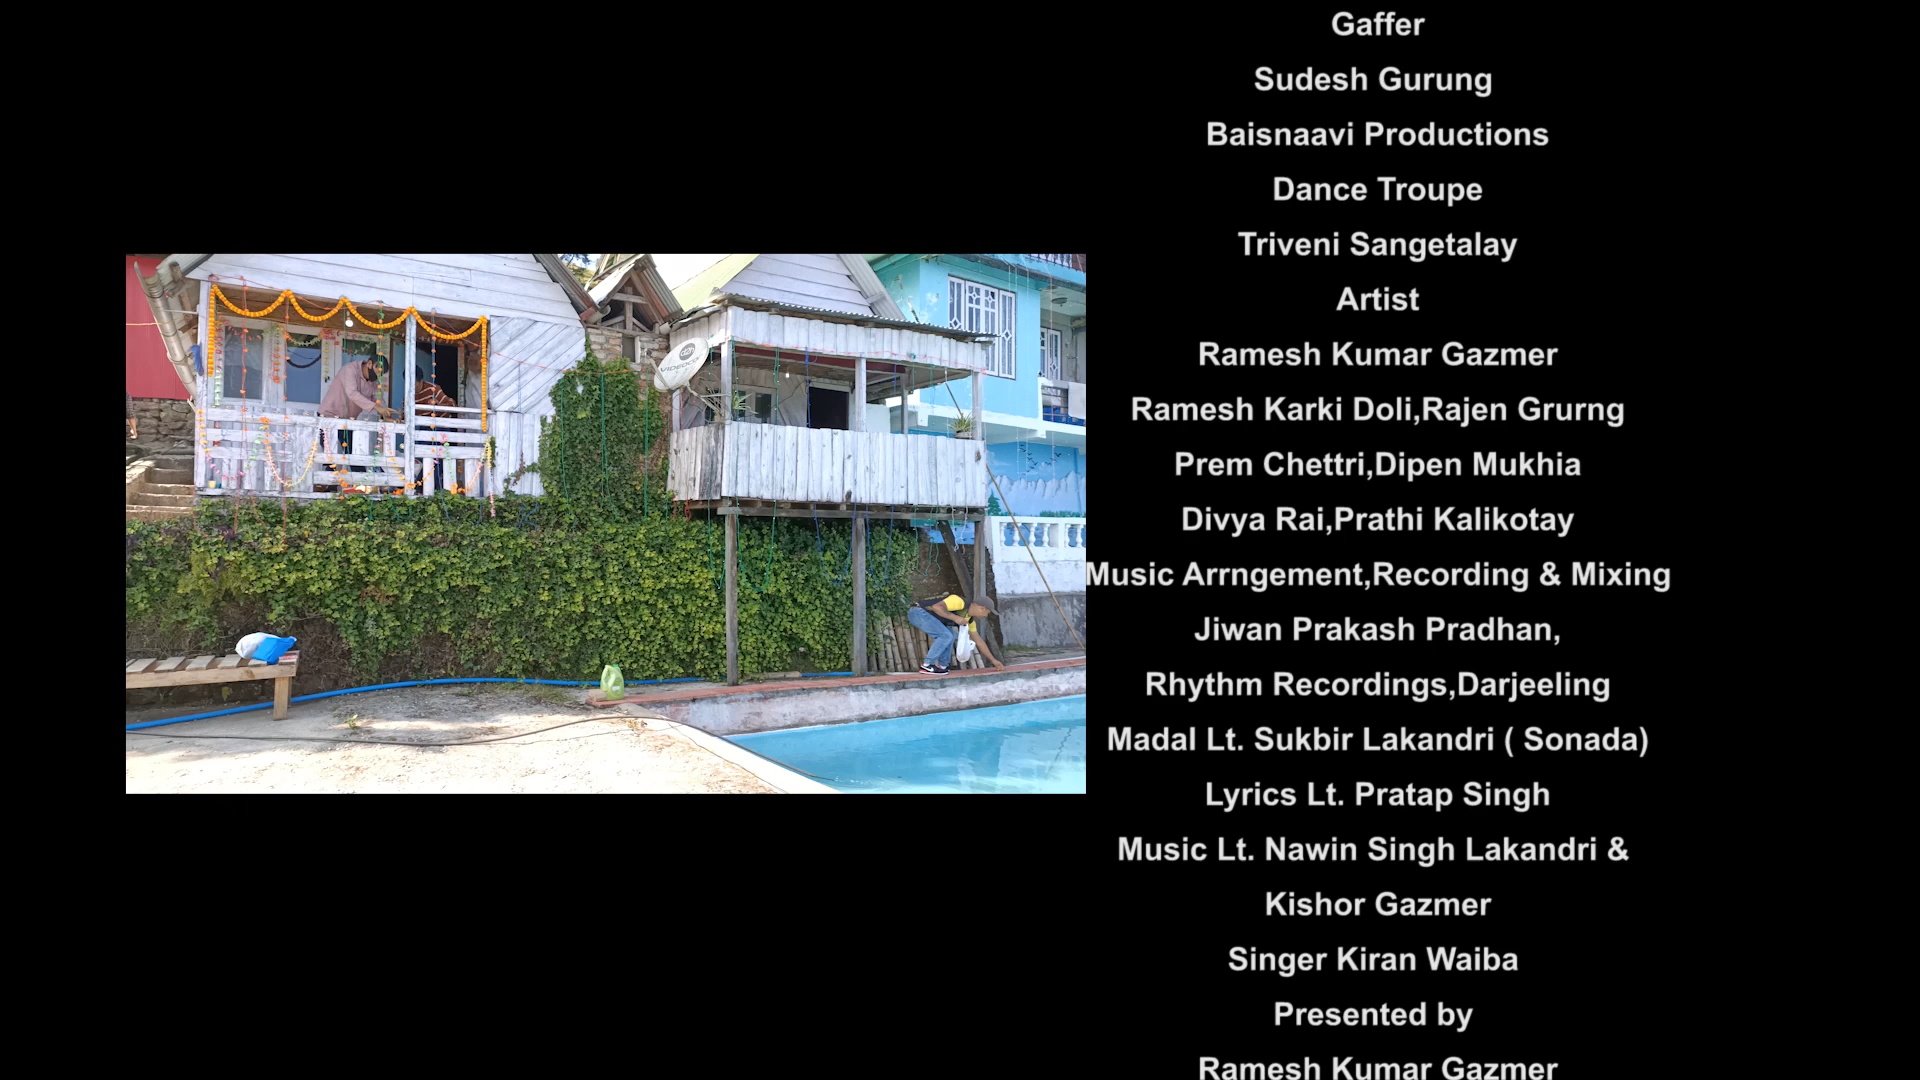 Gaffer
Sudesh Gurung
Baisnaavi Productions
Dance Troupe
Triveni Sangetalay
Artist
Ramesh Kumar Gazmer
Ramesh Karki Doli,Rajen Grurng
Prem Chettri,Dipen Mukhia
Divya Rai,Prathi Kalikotay
Music Arrngement,Recording & Mixing
Jiwan Prakash Pradhan,
Rhythm Recordings,Darjeeling
Madal Lt. Sukbir Lakandri ( Sonada)
Lyrics Lt. Pratap Singh
Music Lt. Nawin Singh Lakandri &
Kishor Gazmer
Singer Kiran Waiba
Presented by
Ramesh Kumar Gazmer
d2h
VIDEOCON